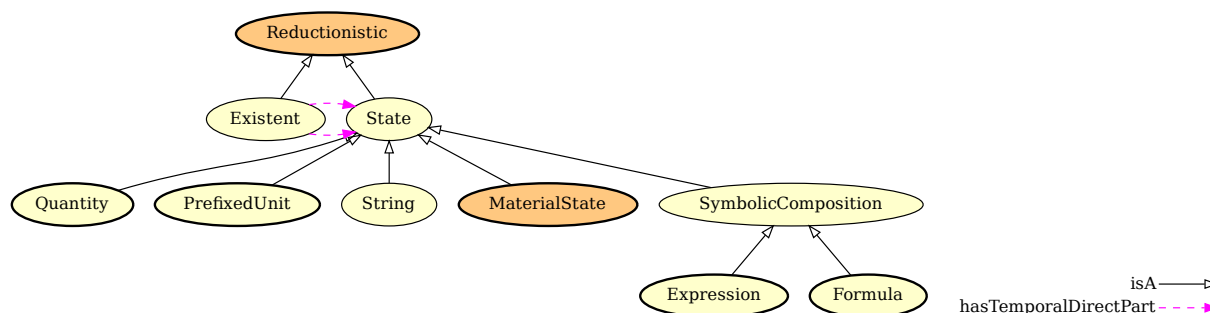 Reductionistic
Existent State
Quantity PrefixedUnit String MaterialState SymbolicComposition
Expression Formula
isA
hasTemporalDirectPart